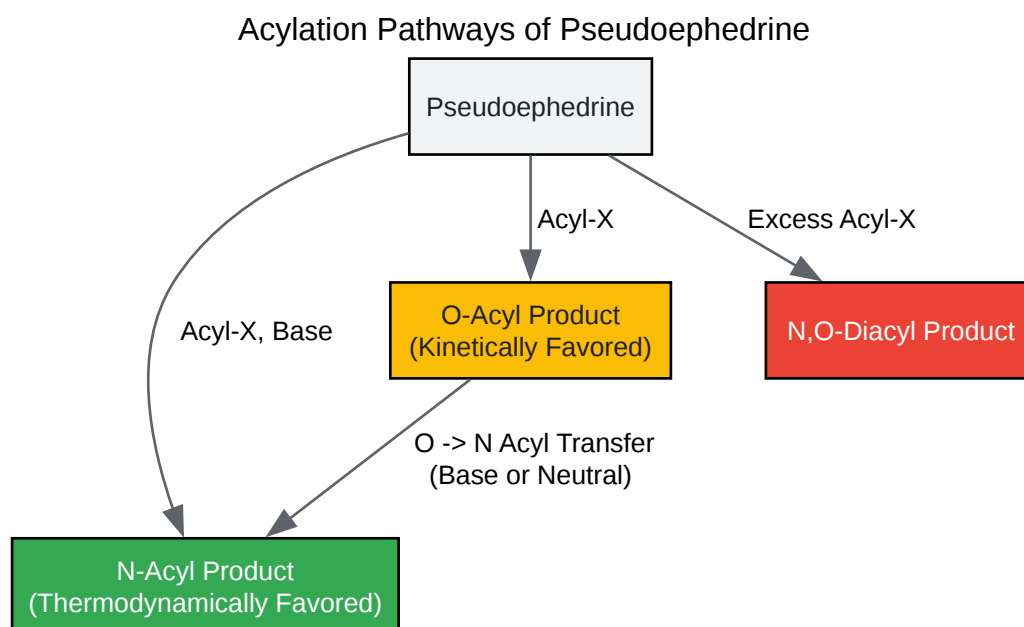 Acylation Pathways of Pseudoephedrine
Pseudoephedrine
Acyl-X
Excess Acyl-X
Acyl-X, Base
O-Acyl Product
(Kinetically Favored)
N,O-Diacyl Product
O -> N Acyl Transfer
(Base or Neutral)
N-Acyl Product
(Thermodynamically Favored)